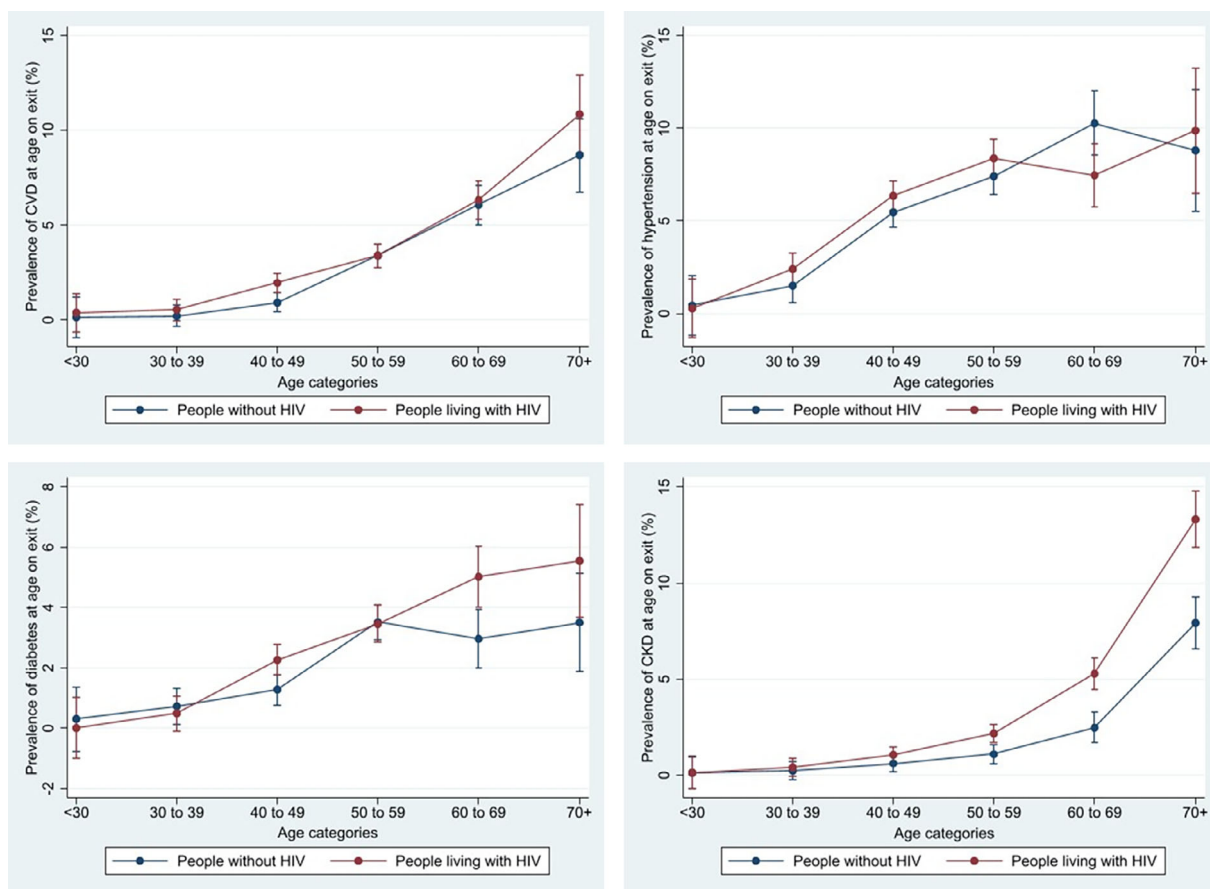 Prevalence of CVD at age on exit (%)
15
10
5
0
<30 30 to 39 40 to 49 50 to 59 60 to 69 70+
Age categories
People without HIV People living with HIV
Prevalence of hypertension at age on exit (%)
15
10
5
0
<30 30 to 39 40 to 49 50 to 59 60 to 69 70+
Age categories
People without HIV People living with HIV
Prevalence of diabetes at age on exit (%)
8
6
4
2
0
-2
<30 30 to 39 40 to 49 50 to 59 60 to 69 70+
Age categories
People without HIV People living with HIV
Prevalence of CKD at age on exit (%)
15
10
5
0
<30 30 to 39 40 to 49 50 to 59 60 to 69 70+
Age categories
People without HIV People living with HIV